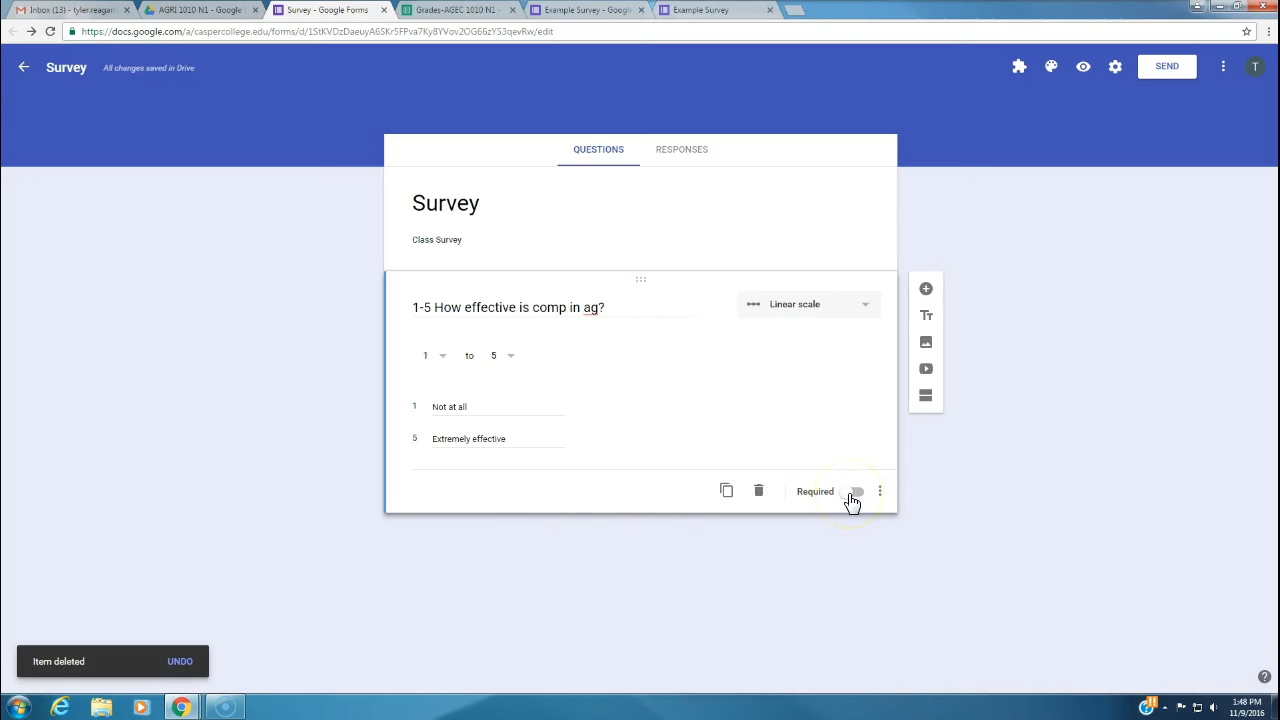 Inbox (13) - tyler.reagan
AGRI 1010 N1 - Google
Survey - Google Forms
Grades-AGEC 1010 N1 -
Example Survey - Goog
Example Survey
https://docs.google.com/a/caspercollege.edu/forms/d/1StKVDzDaeuyA6SKr5FPva7Ky8YVov2OG66zYS3qevRw/edit
Survey
All changes saved in Drive
SEND
T
QUESTIONS
RESPONSES
Survey
Class Survey
1-5 How effective is comp in ag?
Linear scale
1 to 5
1 Not at all
5 Extremely effective
Required
Item deleted
UNDO
1:48 PM
11/9/2016